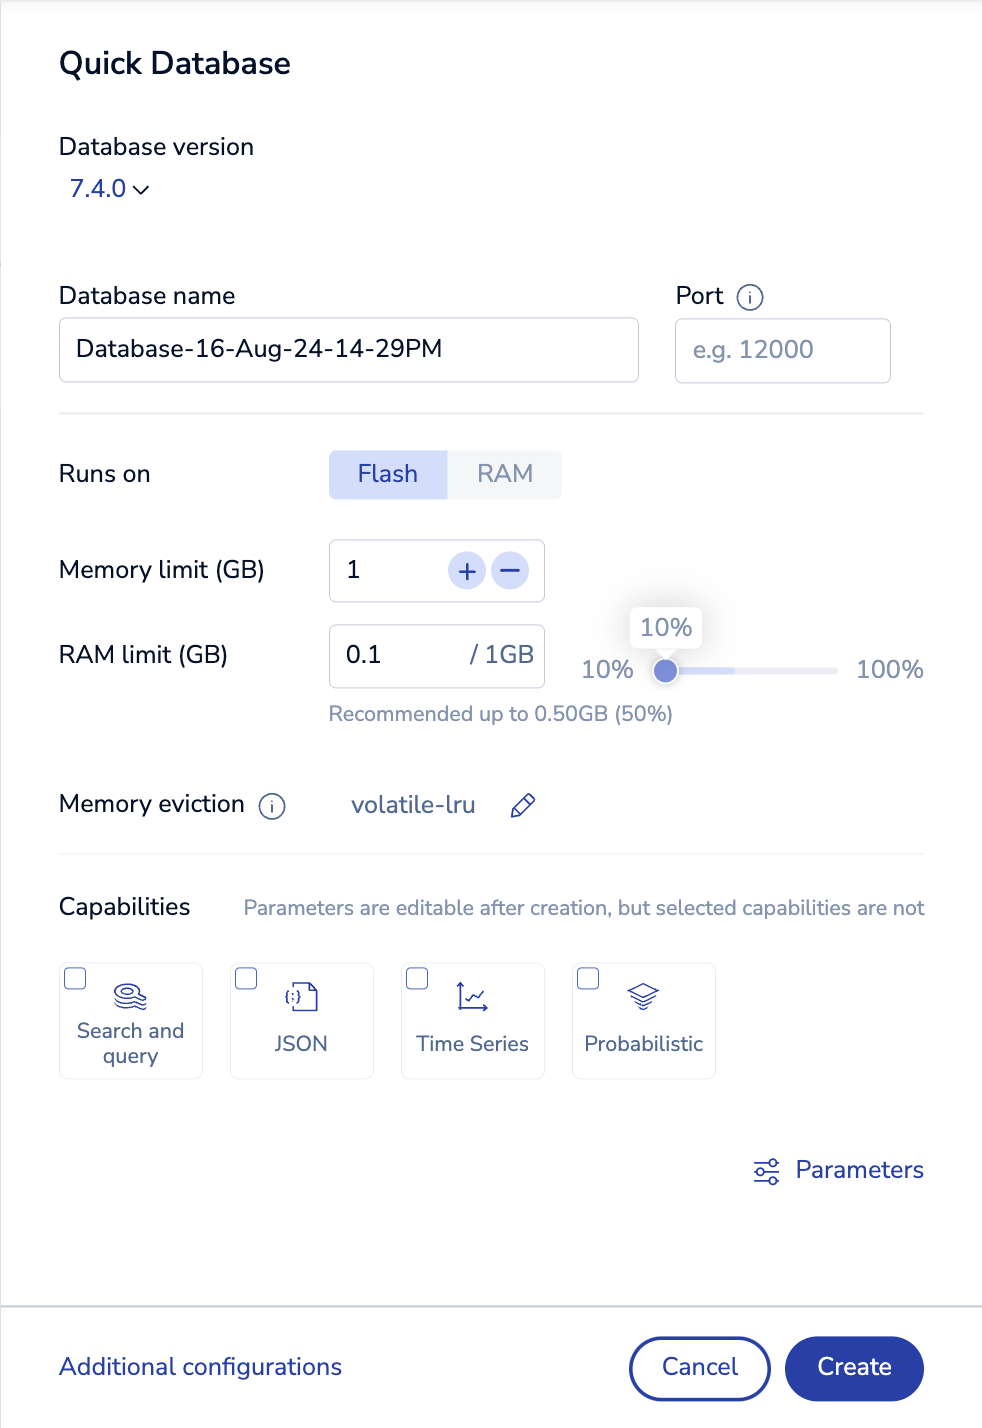 Quick Database
Database version
7.4.0
Database name
Port
Database-16-Aug-24-14-29PM
e.g. 12000
Runs on
Flash
RAM
Memory limit (GB)
1
RAM limit (GB)
0.1
/ 1GB
10%
10%
100%
Recommended up to 0.50GB (50%)
Memory eviction
volatile-lru
Capabilities
Parameters are editable after creation, but selected capabilities are not
Search and
query
JSON
Time Series
Probabilistic
Parameters
Additional configurations
Cancel
Create